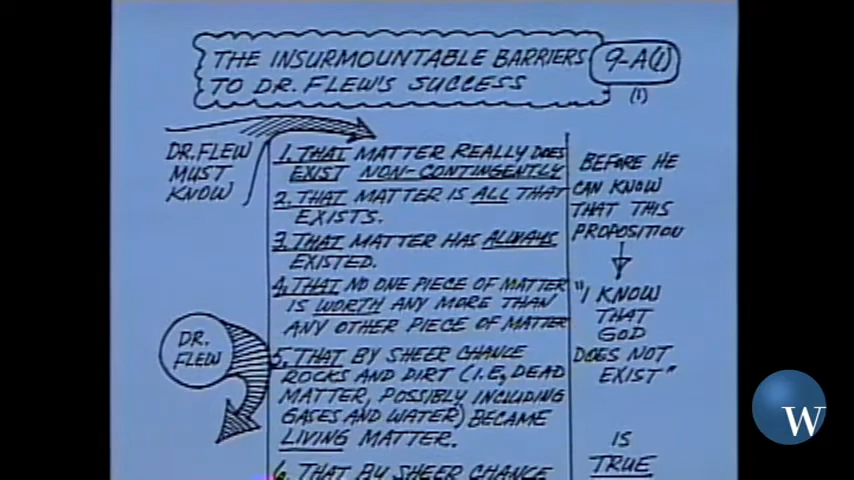 THE INSURMOUNTABLE BARRIERS
TO DR. FLEW'S SUCCESS
9-A(1)
(1)
DR. FLEW
MUST
KNOW
1. THAT MATTER REALLY DOES
EXIST NON-CONTINGENTLY
2. THAT MATTER IS ALL THAT
EXISTS.
3. THAT MATTER HAS ALWAYS
EXISTED.
4. THAT NO ONE PIECE OF MATTER
IS WORTH ANY MORE THAN
ANY OTHER PIECE OF MATTER
5. THAT BY SHEER CHANCE
ROCKS AND DIRT (I.E., DEAD
MATTER, POSSIBLY INCLUDING
GASES AND WATER) BECAME
LIVING MATTER.
6. THAT BY SHEER CHANCE
DR.
FLEW
BEFORE HE
CAN KNOW
THAT THIS
PROPOSITION
"I KNOW
THAT
GOD
DOES NOT
EXIST"
IS
TRUE
W